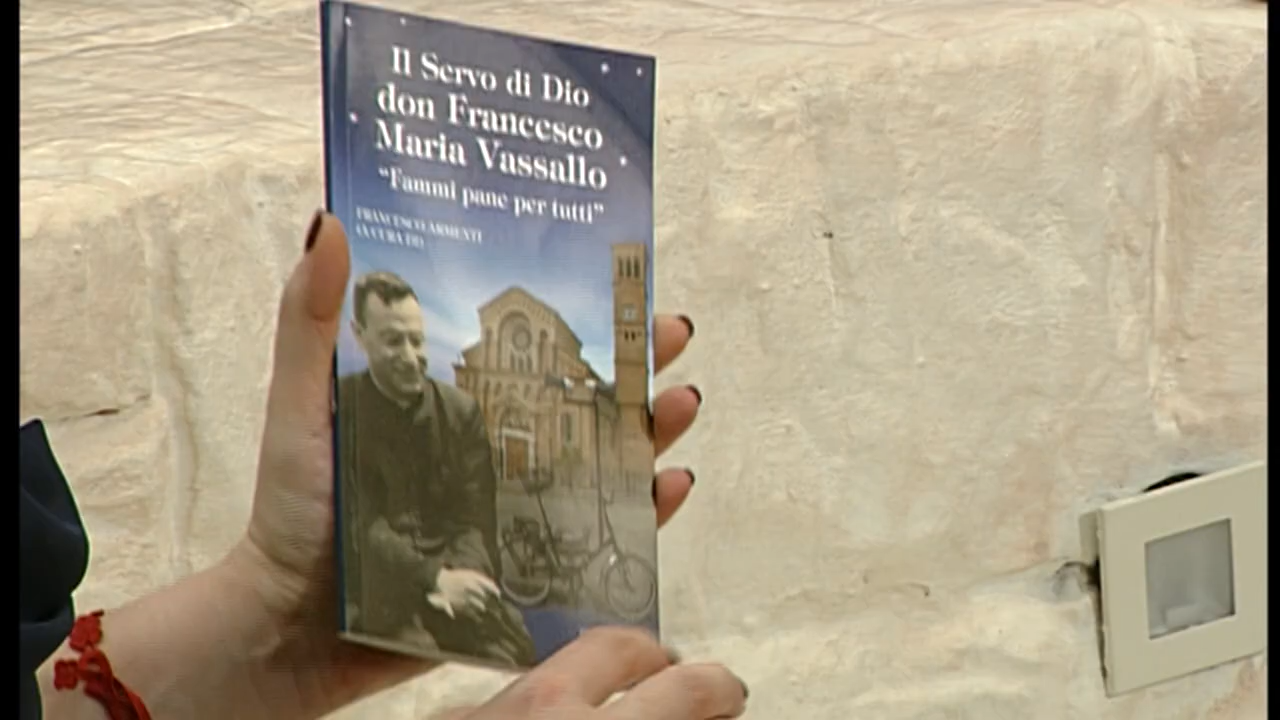 Il Servo di Dio
don Francesco
Maria Vassallo
“Fammi pane per tutti”
FRANCESCO ARMENTI
(A CURA DI)